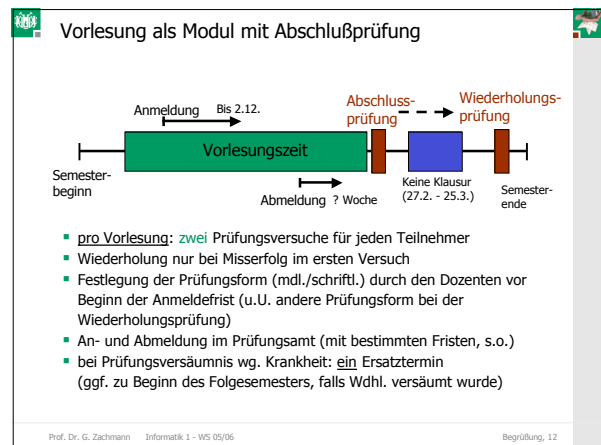 Vorlesung als Modul mit Abschlußprüfung
Anmeldung Bis 2.12.
Abschluss-
prüfung
Wiederholungs-
prüfung
Vorlesungszeit
Semester-
beginn
Abmeldung ? Woche
Keine Klausur
(27.2. - 25.3.)
Semester-
ende
pro Vorlesung: zwei Prüfungsversuche für jeden Teilnehmer
Wiederholung nur bei Misserfolg im ersten Versuch
Festlegung der Prüfungsform (mdl./schriftl.) durch den Dozenten vor
Beginn der Anmeldefrist (u.U. andere Prüfungsform bei der
Wiederholungsprüfung)
An- und Abmeldung im Prüfungsamt (mit bestimmten Fristen, s.o.)
bei Prüfungsversäumnis wg. Krankheit: ein Ersatztermin
(ggf. zu Beginn des Folgesemesters, falls Wdhl. versäumt wurde)
Prof. Dr. G. Zachmann Informatik 1 - WS 05/06 Begrüßung, 12